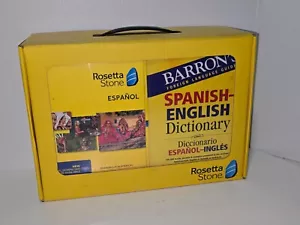 Rosetta
Stone
ESPAÑOL
BARRON'S
FOREIGN LANGUAGE GUIDES
SPANISH-
ENGLISH
Dictionary
Diccionario
ESPAÑOL-INGLÉS
Rosetta
Stone